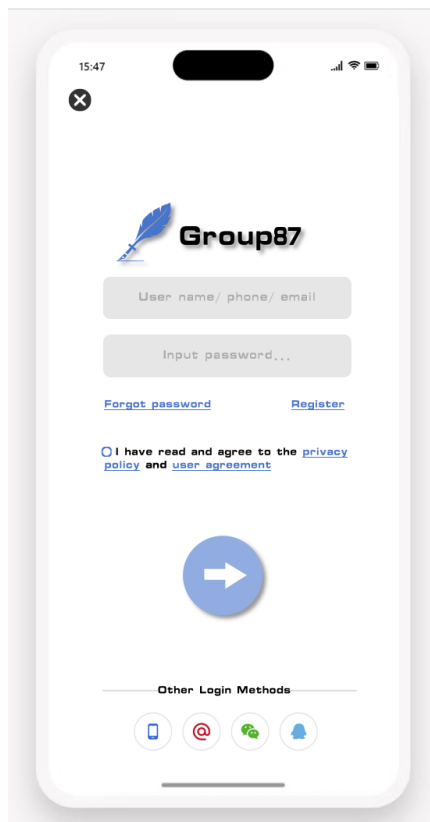 15:47
Group87
User name/ phone/ email
Input password...
Forgot password
Register
I have read and agree to the privacy
policy and user agreement
Other Login Methods